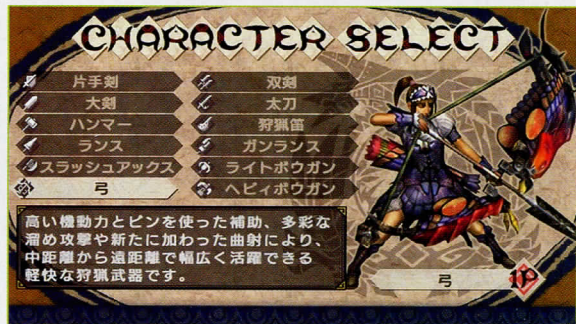 CHARACTER SELECT
片手剣
双剣
大剣
太刀
ハンマー
狩猟笛
ランス
ガンランス
スラッシュアックス
ライトボウガン
弓
ヘビィボウガン
高い機動力とビンを使った補助、多彩な
溜め攻撃や新たに加わった曲射により、
中距離から遠距離で幅広く活躍できる
軽快な狩猟武器です。
弓
1P